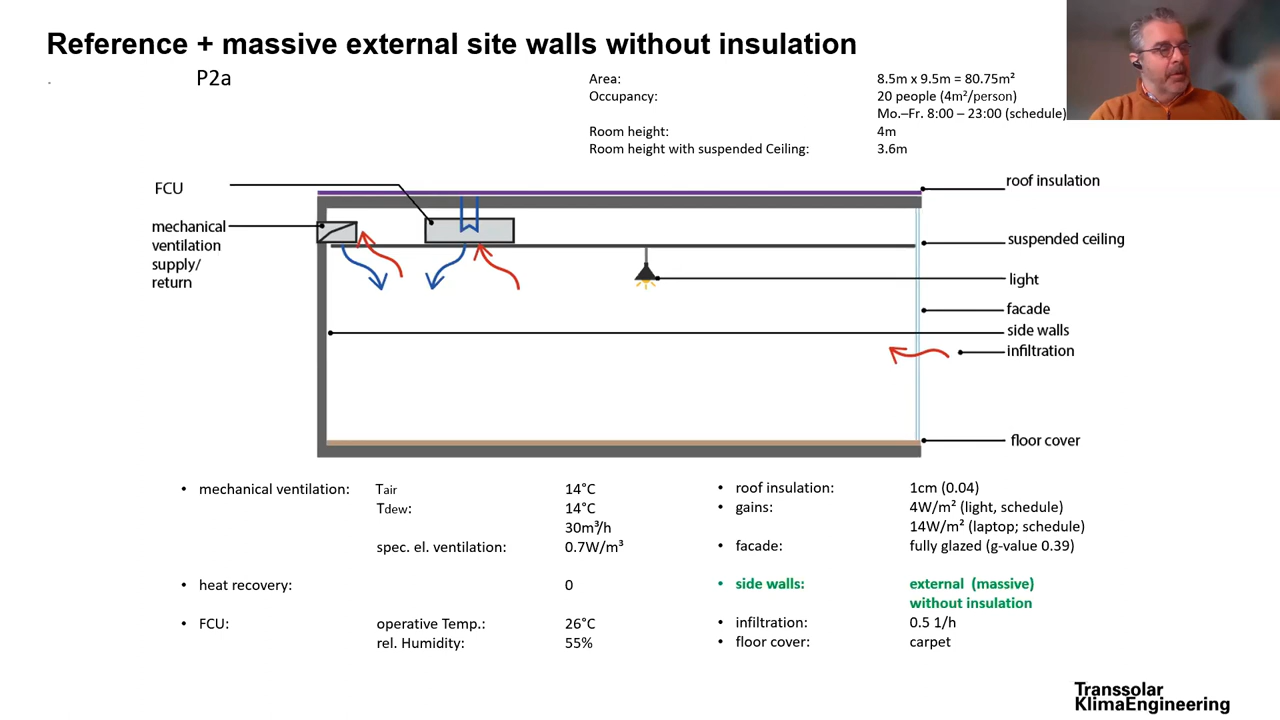 Reference + massive external site walls without insulation
P2a
Area: 8.5m x 9.5m = 80.75m²
Occupancy: 20 people (4m²/person)
Mo.–Fr. 8:00 – 23:00 (schedule)
Room height: 4m
Room height with suspended Ceiling: 3.6m
FCU
mechanical
ventilation
supply/
return
roof insulation
suspended ceiling
light
facade
side walls
infiltration
floor cover
• mechanical ventilation: Tair 14°C
Tdew: 14°C
30m³/h
spec. el. ventilation: 0.7W/m³
• heat recovery: 0
• FCU: operative Temp.: 26°C
rel. Humidity: 55%
• roof insulation: 1cm (0.04)
• gains: 4W/m² (light, schedule)
14W/m² (laptop; schedule)
• facade: fully glazed (g-value 0.39)
• side walls: external (massive)
without insulation
• infiltration: 0.5 1/h
• floor cover: carpet
Transsolar
KlimaEngineering